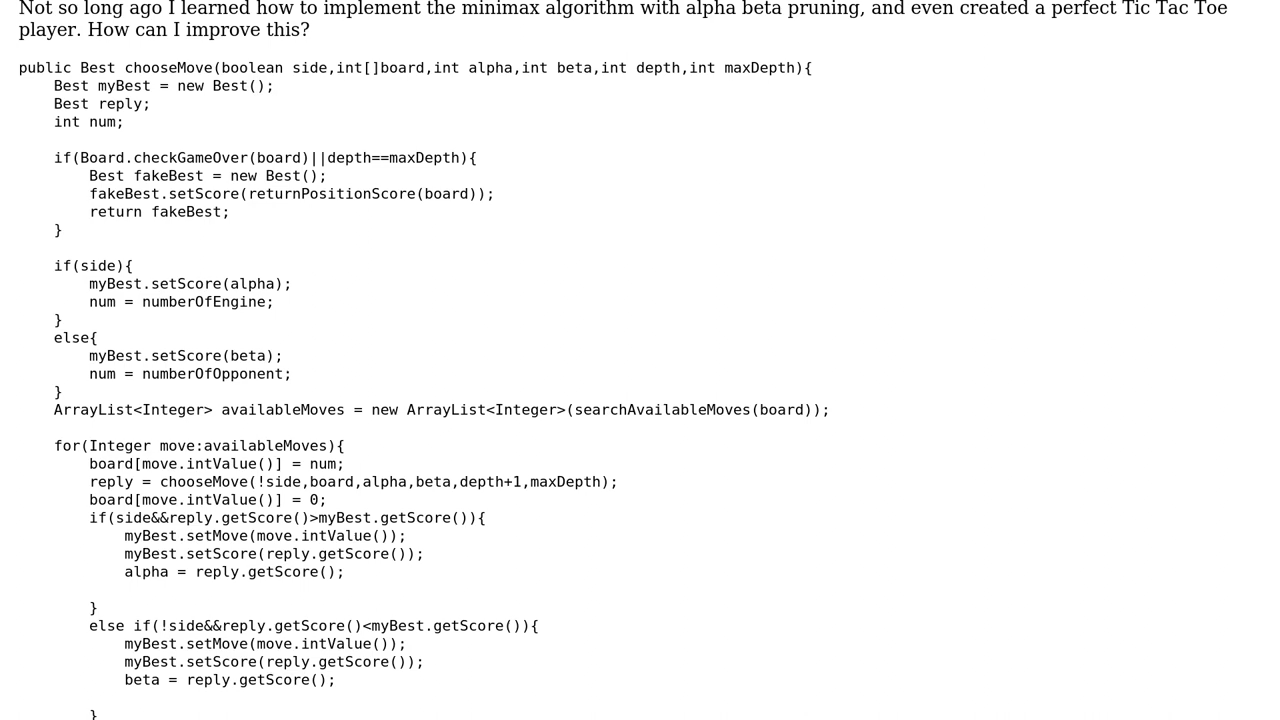 Not so long ago I learned how to implement the minimax algorithm with alpha beta pruning, and even created a perfect Tic Tac Toe
player. How can I improve this?
public Best chooseMove(boolean side,int[]board,int alpha,int beta,int depth,int maxDepth){
    Best myBest = new Best();
    Best reply;
    int num;
    if(Board.checkGameOver(board)||depth==maxDepth){
        Best fakeBest = new Best();
        fakeBest.setScore(returnPositionScore(board));
        return fakeBest;
    }
    if(side){
        myBest.setScore(alpha);
        num = numberOfEngine;
    }
    else{
        myBest.setScore(beta);
        num = numberOfOpponent;
    }
    ArrayList<Integer> availableMoves = new ArrayList<Integer>(searchAvailableMoves(board));
    for(Integer move:availableMoves){
        board[move.intValue()] = num;
        reply = chooseMove(!side,board,alpha,beta,depth+1,maxDepth);
        board[move.intValue()] = 0;
        if(side&&reply.getScore()>myBest.getScore()){
            myBest.setMove(move.intValue());
            myBest.setScore(reply.getScore());
            alpha = reply.getScore();
        }
        else if(!side&&reply.getScore()<myBest.getScore()){
            myBest.setMove(move.intValue());
            myBest.setScore(reply.getScore());
            beta = reply.getScore();
        }